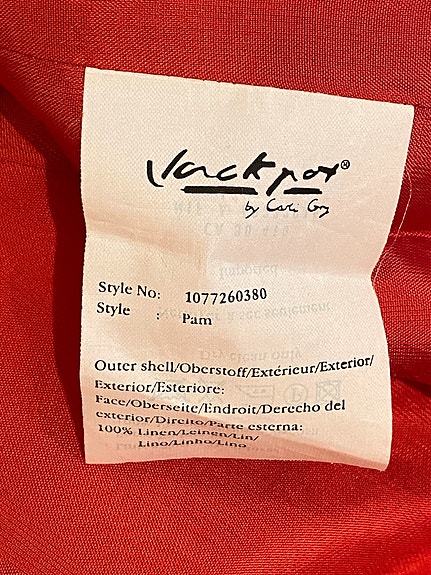 Jackpot®
by Carli Gry
Style No: 1077260380
Style : Pam
Outer shell/Oberstoff/Extérieur/Exterior/
Exterior/Esteriore:
Face/Oberseite/Endroit/Derecho del
exterior/Direito/Parte esterna:
100% Linen/Leinen/Lin/
Lino/Linho/Lino